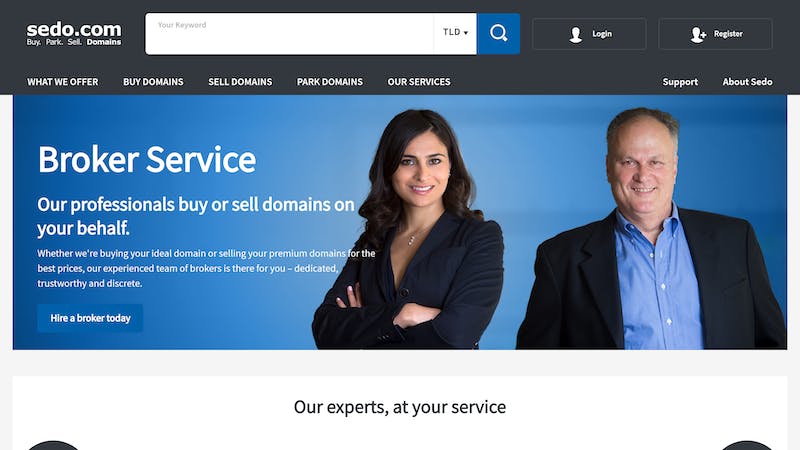 sedo.com
Buy. Park. Sell. Domains
Your Keyword
TLD
Login
Register
WHAT WE OFFER
BUY DOMAINS
SELL DOMAINS
PARK DOMAINS
OUR SERVICES
Support
About Sedo
Broker Service
Our professionals buy or sell domains on
your behalf.
Whether we're buying your ideal domain or selling your premium domains for the
best prices, our experienced team of brokers is there for you – dedicated,
trustworthy and discrete.
Hire a broker today
Our experts, at your service